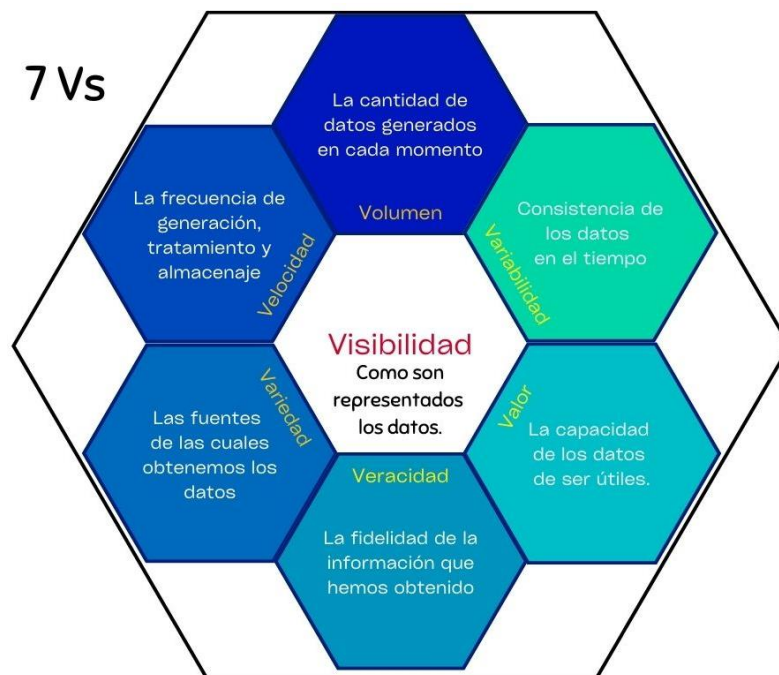 7 Vs
La cantidad de
datos generados
en cada momento
Volumen
La frecuencia de
generación,
tratamiento y
almacenaje
Velocidad
Consistencia de
los datos
en el tiempo
Variabilidad
Visibilidad
Como son
representados
los datos.
Las fuentes
de las cuales
obtenemos los
datos
Variedad
Valor
La capacidad
de los datos
de ser útiles.
Veracidad
La fidelidad de la
información que
hemos obtenido